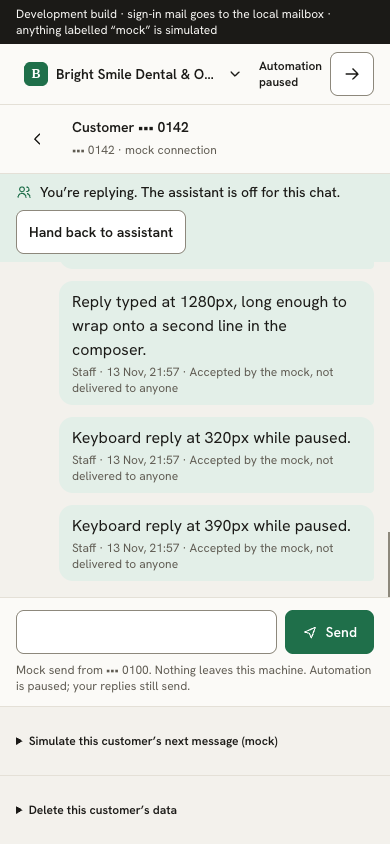 Development build · sign-in mail goes to the local mailbox ·
anything labelled “mock” is simulated
B Bright Smile Dental & O...
Automation
paused
Customer ••• 0142
••• 0142 · mock connection
You’re replying. The assistant is off for this chat.
Hand back to assistant
Reply typed at 1280px, long enough to
wrap onto a second line in the
composer.
Staff · 13 Nov, 21:57 · Accepted by the mock, not
delivered to anyone
Keyboard reply at 320px while paused.
Staff · 13 Nov, 21:57 · Accepted by the mock, not
delivered to anyone
Keyboard reply at 390px while paused.
Staff · 13 Nov, 21:57 · Accepted by the mock, not
delivered to anyone
Send
Mock send from ••• 0100. Nothing leaves this machine. Automation
is paused; your replies still send.
Simulate this customer’s next message (mock)
Delete this customer’s data